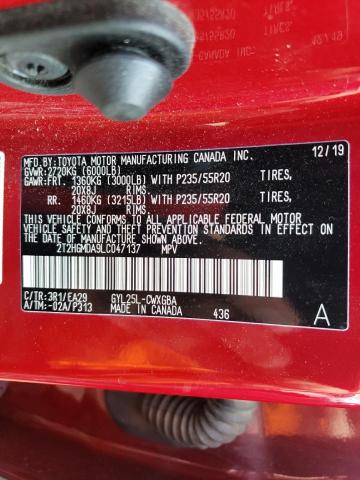 MFD.BY:TOYOTA MOTOR MANUFACTURING CANADA INC. 12/19
GVWR:2720KG (6000LB)
GAWR:FRT. 1360KG (3000LB) WITH P235/55R20 TIRES,
20X8J RIMS,
RR. 1460KG (3215LB) WITH P235/55R20 TIRES,
20X8J RIMS.
THIS VEHICLE CONFORMS TO ALL APPLICABLE FEDERAL MOTOR
VEHICLE SAFETY AND THEFT PREVENTION STANDARDS IN EFFECT
ON THE DATE OF MANUFACTURE SHOWN ABOVE.
2T2HGMDA9LC047137 MPV
C/TR:3R1/EA29 GYL25L-CWXGBA
A/TM:-02A/P313 MADE IN CANADA 436 A